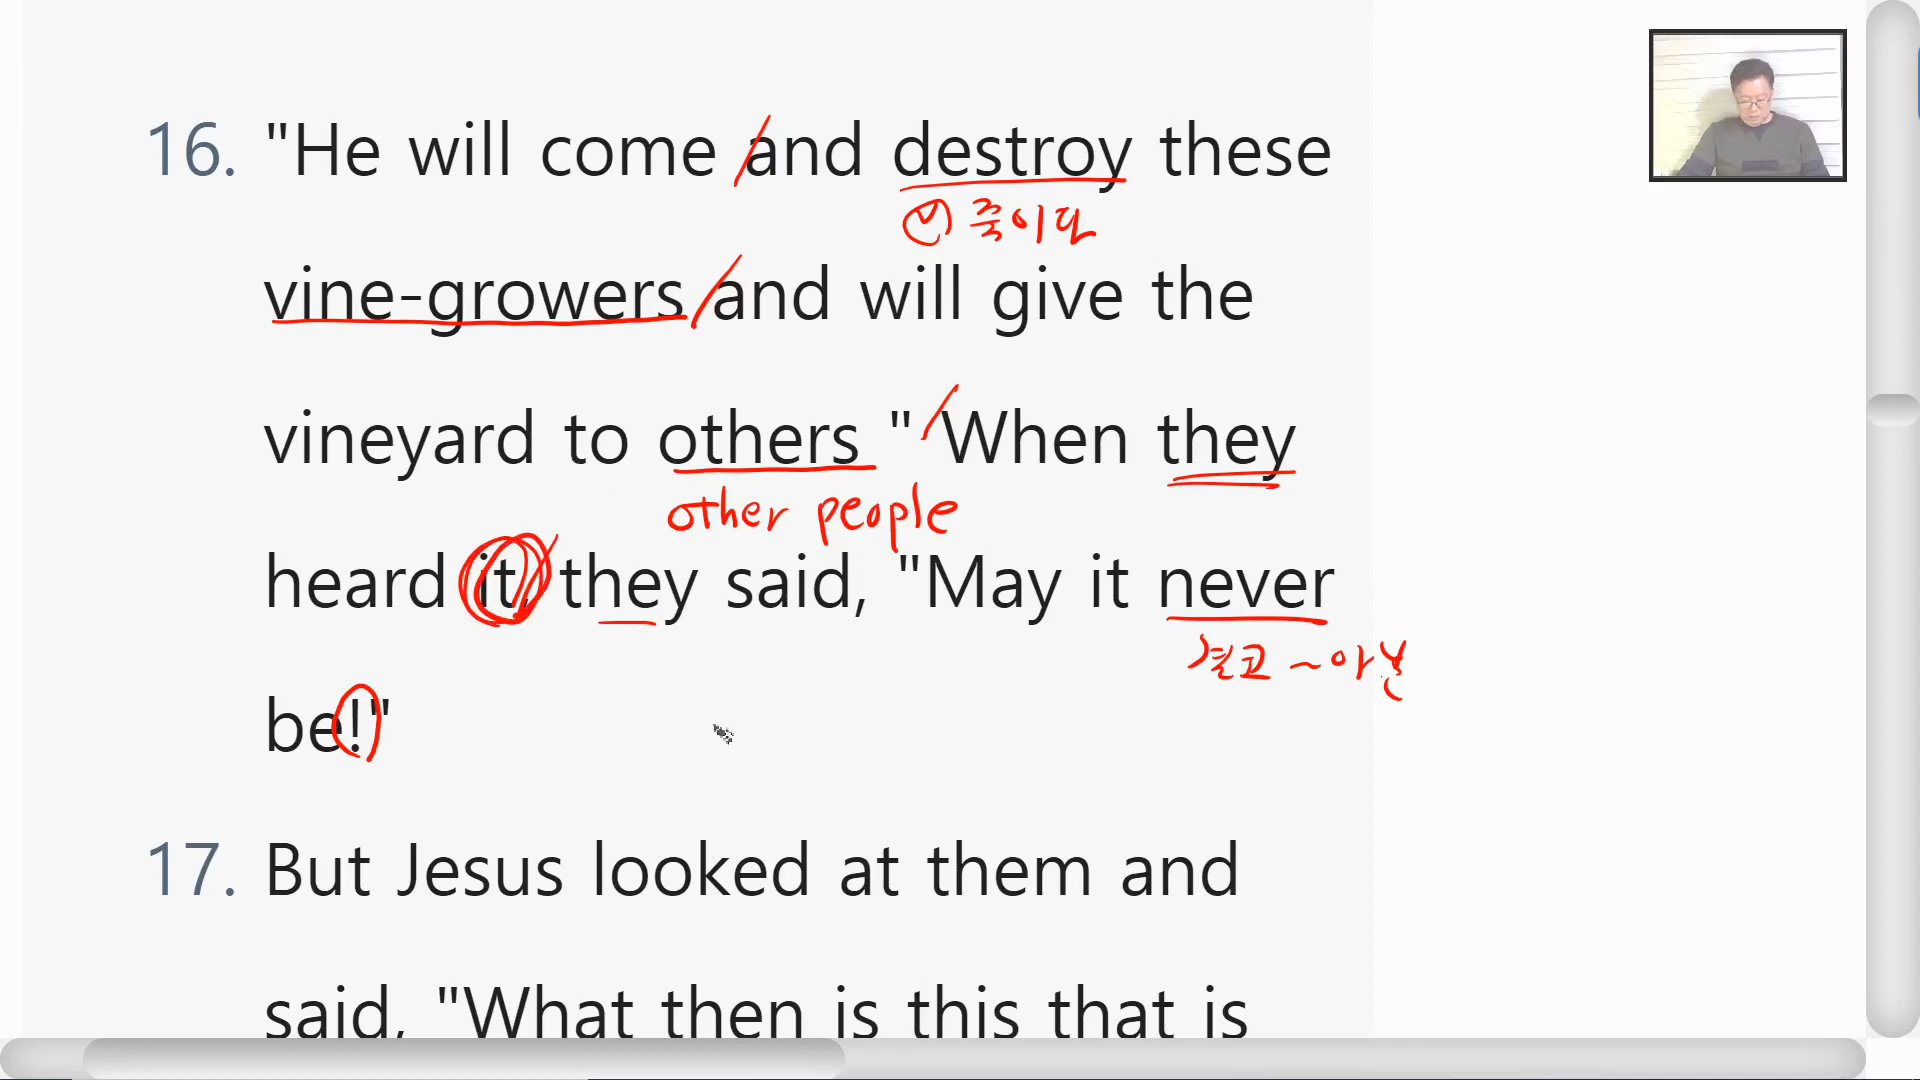 16. "He will come and destroy these
ⓥ 죽이다
vine-growers and will give the
vineyard to others " When they
other people
heard it, they said, "May it never
결코 ~아닌
be!"
17. But Jesus looked at them and
said, "What then is this that is